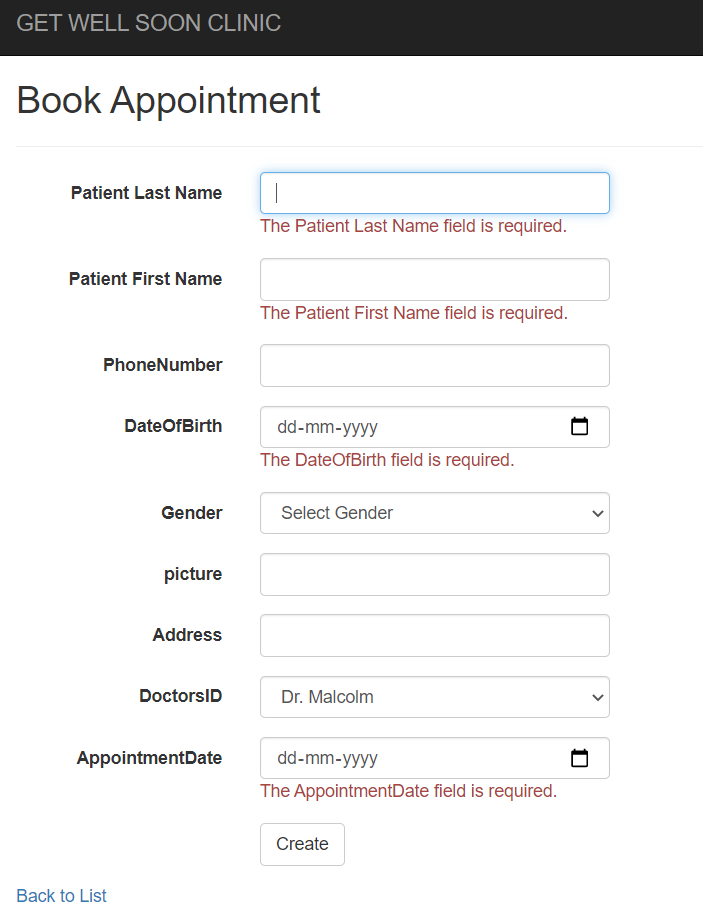 GET WELL SOON CLINIC
Book Appointment
Patient Last Name
The Patient Last Name field is required.
Patient First Name
The Patient First Name field is required.
PhoneNumber
DateOfBirth dd-mm-yyyy
The DateOfBirth field is required.
Gender Select Gender
picture
Address
DoctorsID Dr. Malcolm
AppointmentDate dd-mm-yyyy
The AppointmentDate field is required.
Create
Back to List